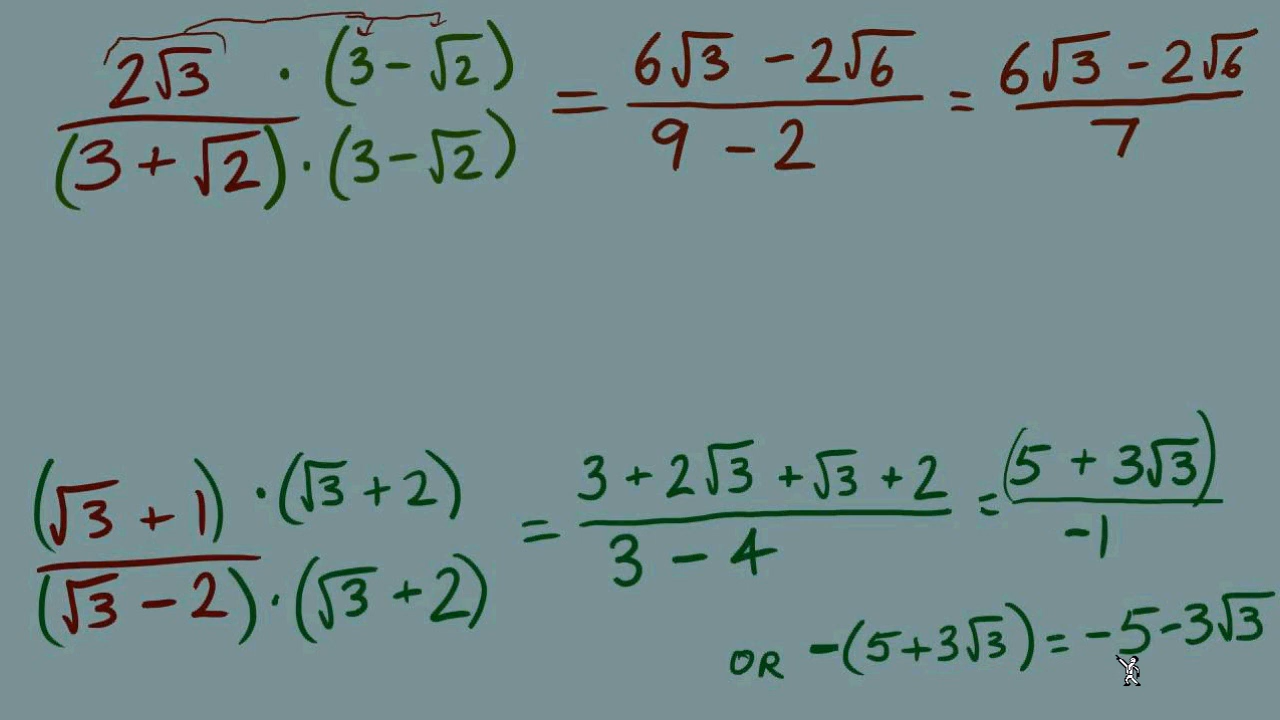 2√3 · (3 − √2) / (3 + √2) · (3 − √2) = 6√3 − 2√6 / 9 − 2 = 6√3 − 2√6 / 7
(√3 + 1) · (√3 + 2) / (√3 − 2) · (√3 + 2) = 3 + 2√3 + √3 + 2 / 3 − 4 = (5 + 3√3) / −1
OR −(5+3√3) = −5−3√3